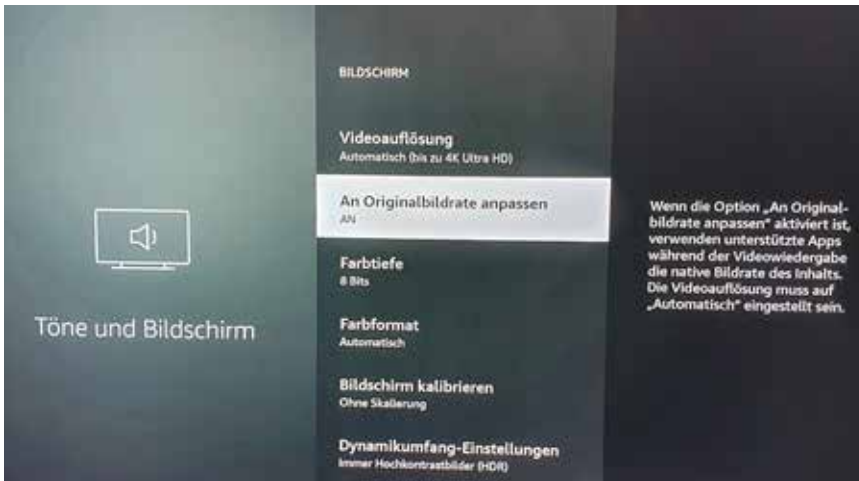 BILDSCHIRM
Videoauflösung
Automatisch (bis zu 4K Ultra HD)
An Originalbildrate anpassen
AN
Farbtiefe
8 Bits
Farbformat
Automatisch
Bildschirm kalibrieren
Ohne Skalierung
Dynamikumfang-Einstellungen
Immer Hochkontrastbilder (HDR)
Töne und Bildschirm
Wenn die Option „An Original-
bildrate anpassen“ aktiviert ist,
verwenden unterstützte Apps
während der Videowiedergabe
die native Bildrate des Inhalts.
Die Videoauflösung muss auf
„Automatisch“ eingestellt sein.